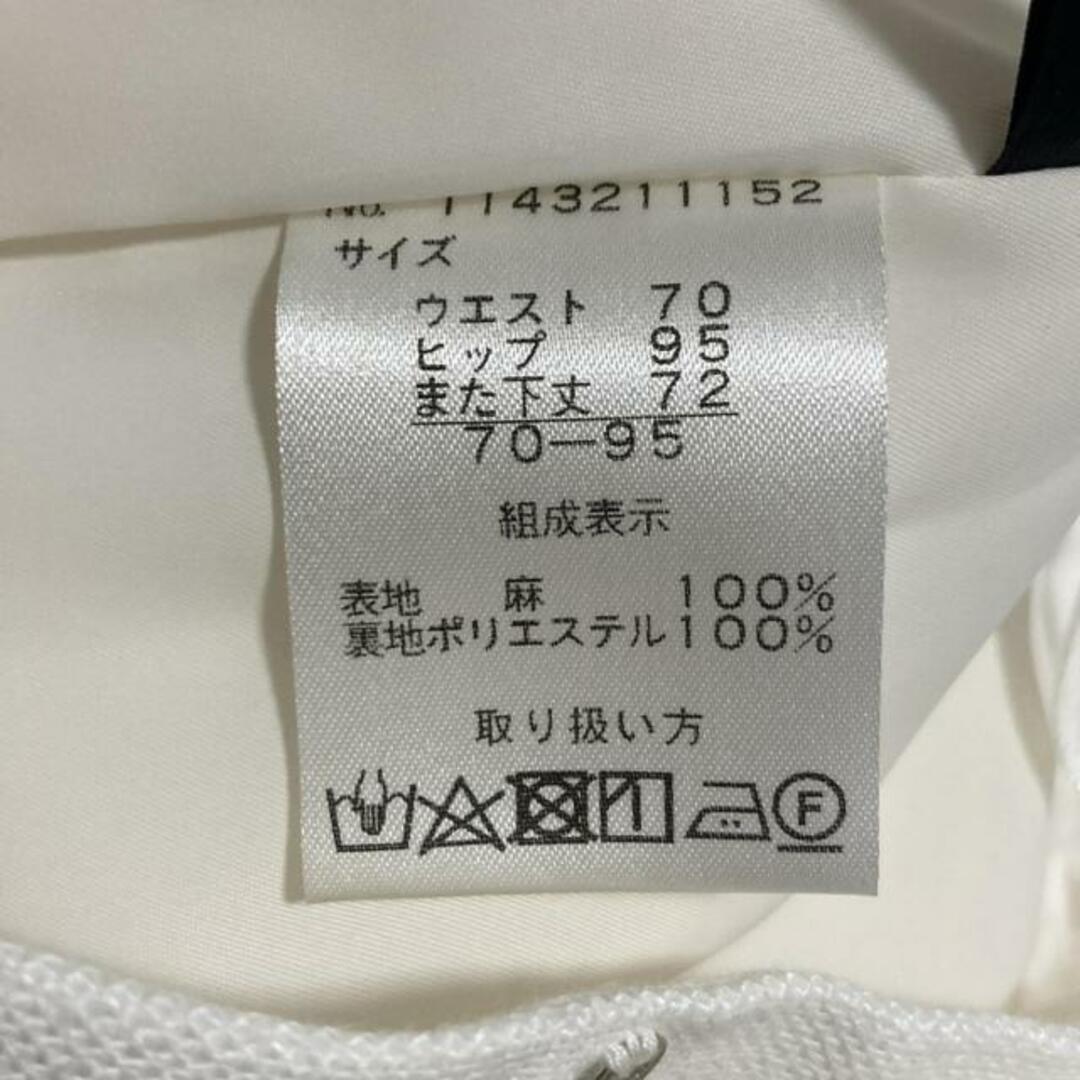 No. 1143211152
サイズ
ウエスト 70
ヒップ 95
また下丈 72
70-95
組成表示
表地 麻 100%
裏地ポリエステル100%
取り扱い方
F